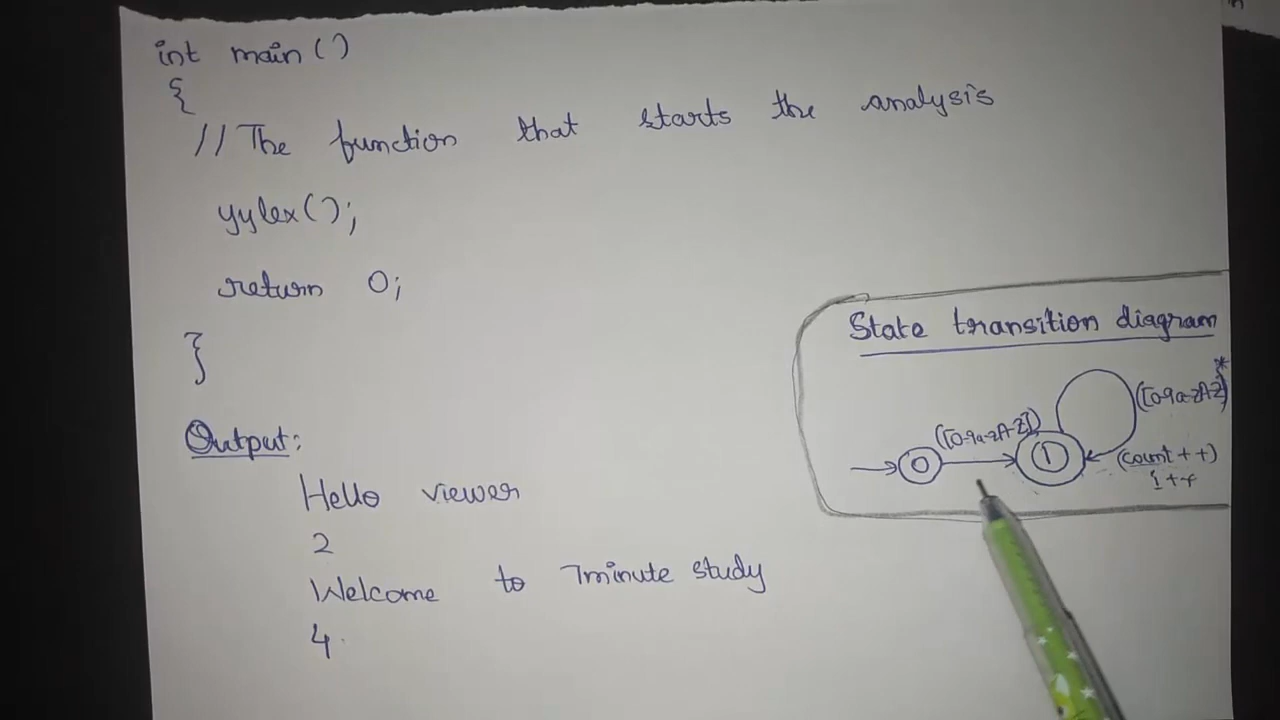 int main()
{
// The function that starts the analysis
yylex();
return 0;
}
Output:
Hello viewer
2
Welcome to 7minute study
4
State transition diagram
([0-9a-zA-Z])*
([0-9a-zA-Z])
0
1
(count++)